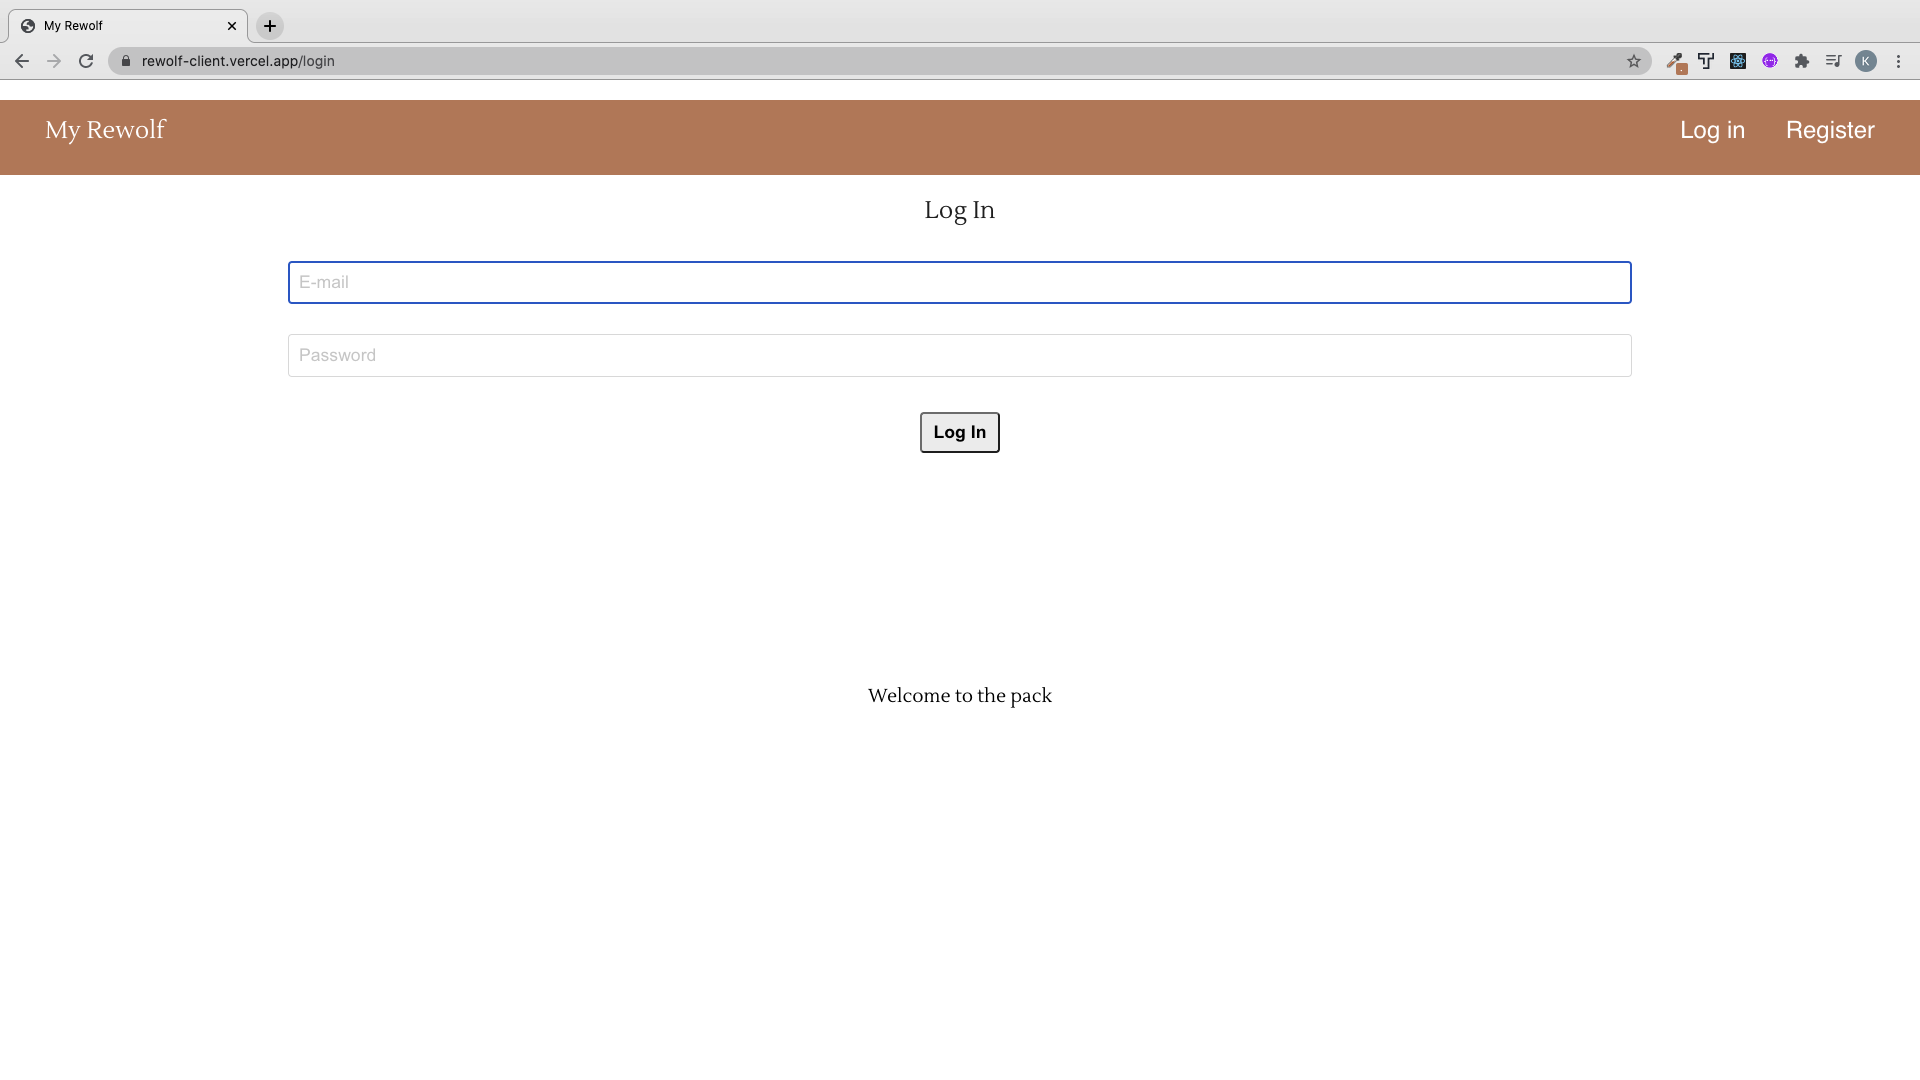 My Rewolf
rewolf-client.vercel.app/login
K
My Rewolf
Log in
Register
Log In
E-mail
Password
Log In
Welcome to the pack